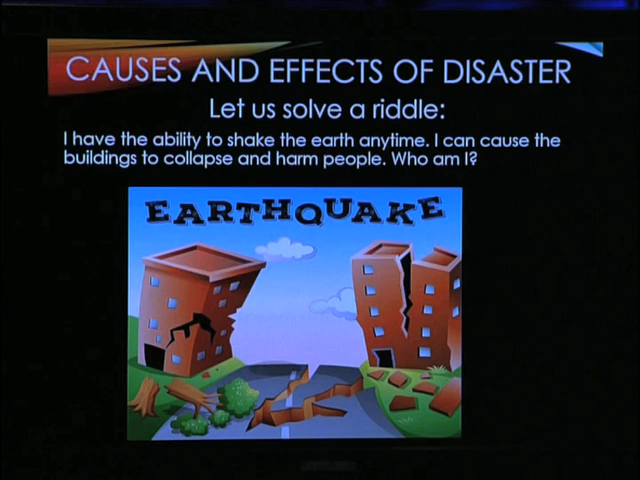 CAUSES AND EFFECTS OF DISASTER
Let us solve a riddle:
I have the ability to shake the earth anytime. I can cause the
buildings to collapse and harm people. Who am I?
EARTHQUAKE